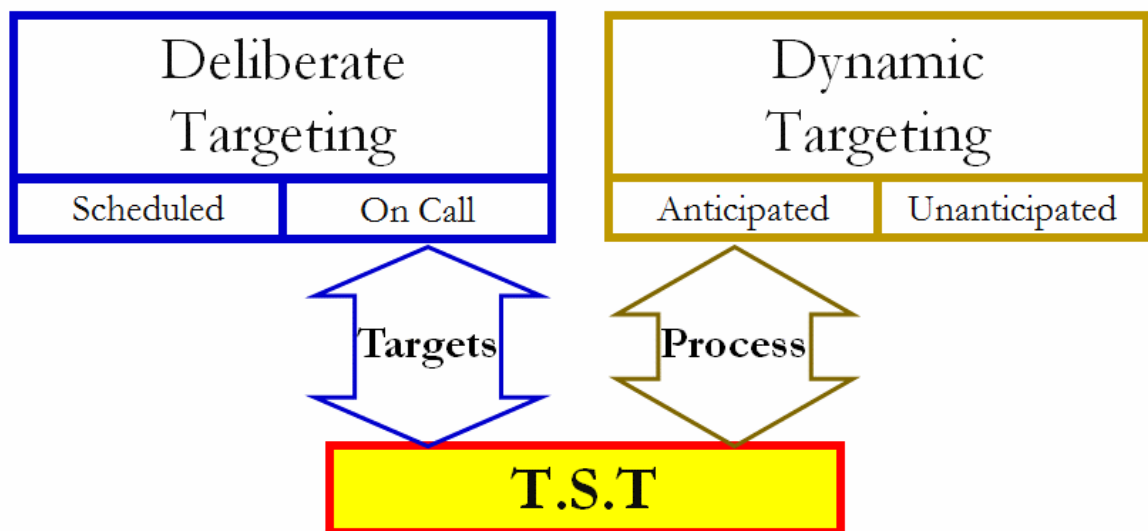 Deliberate
Targeting
Scheduled
On Call
Dynamic
Targeting
Anticipated
Unanticipated
Targets
Process
T.S.T